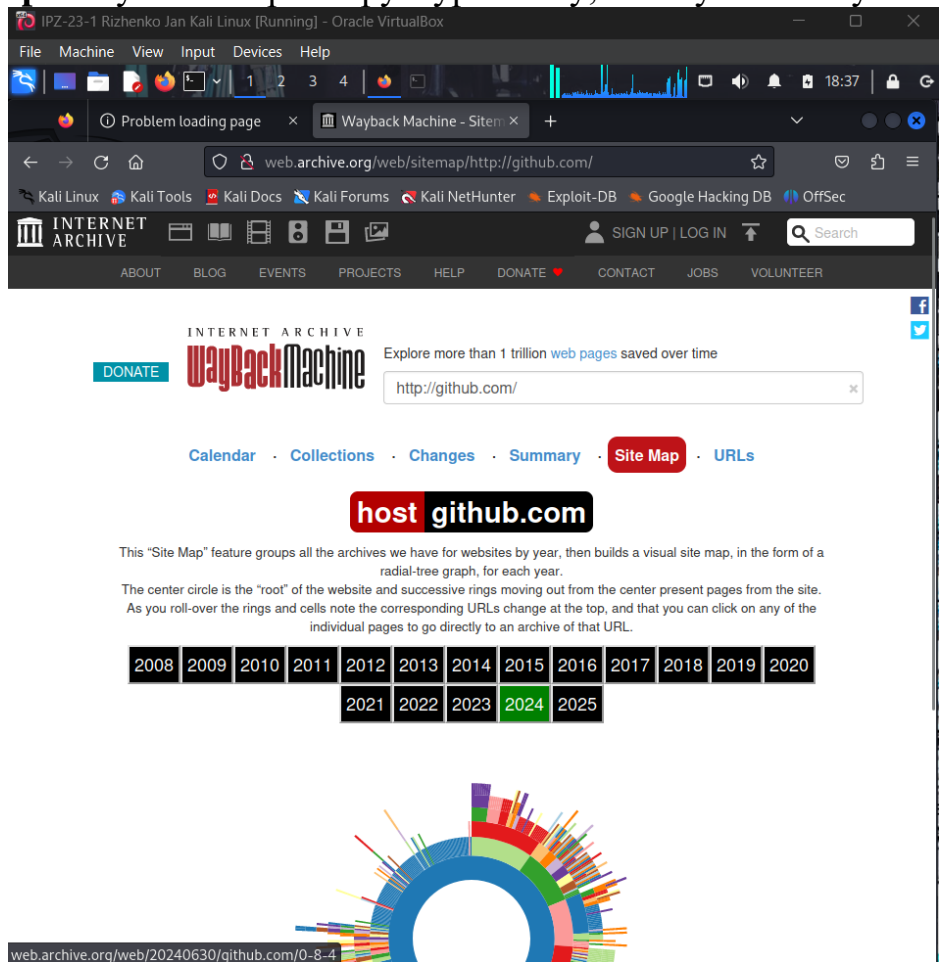 IPZ-23-1 Rizhenko Jan Kali Linux [Running] - Oracle VirtualBox
File Machine View Input Devices Help
1 2 3 4 18:37
Problem loading page × Wayback Machine - Sitem × +
web.archive.org/web/sitemap/http://github.com/
Kali Linux Kali Tools Kali Docs Kali Forums Kali NetHunter Exploit-DB Google Hacking DB OffSec
INTERNET ARCHIVE SIGN UP | LOG IN Search
ABOUT BLOG EVENTS PROJECTS HELP DONATE CONTACT JOBS VOLUNTEER
INTERNET ARCHIVE
DONATE WayBackMachine
Explore more than 1 trillion web pages saved over time
http://github.com/ ×
Calendar · Collections · Changes · Summary · Site Map · URLs
host github.com
This “Site Map” feature groups all the archives we have for websites by year, then builds a visual site map, in the form of a
radial-tree graph, for each year.
The center circle is the “root” of the website and successive rings moving out from the center present pages from the site.
As you roll-over the rings and cells note the corresponding URLs change at the top, and that you can click on any of the
individual pages to go directly to an archive of that URL.
2008 2009 2010 2011 2012 2013 2014 2015 2016 2017 2018 2019 2020
2021 2022 2023 2024 2025
web.archive.org/web/20240630/github.com/0-8-4